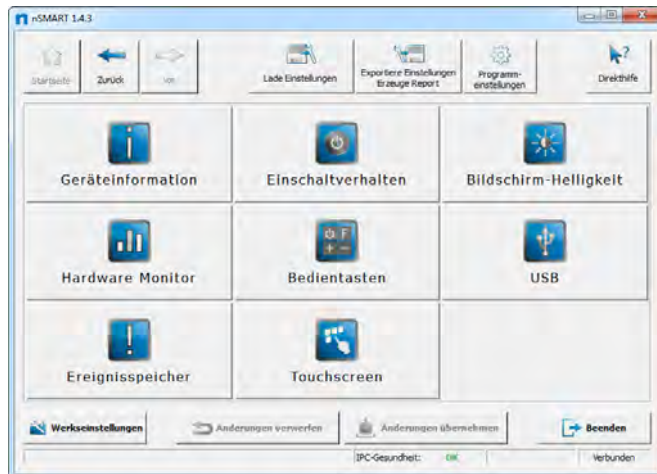 nSMART 1.4.3
Startseite
Zurück
Vor
Lade Einstellungen
Exportiere Einstellungen
Erzeuge Report
Programm-
einstellungen
Direkthilfe
Geräteinformation
Einschaltverhalten
Bildschirm-Helligkeit
Hardware Monitor
Bedientasten
USB
Ereignisspeicher
Touchscreen
Werkseinstellungen
Änderungen verwerfen
Änderungen übernehmen
Beenden
IPC-Gesundheit: OK
Verbunden